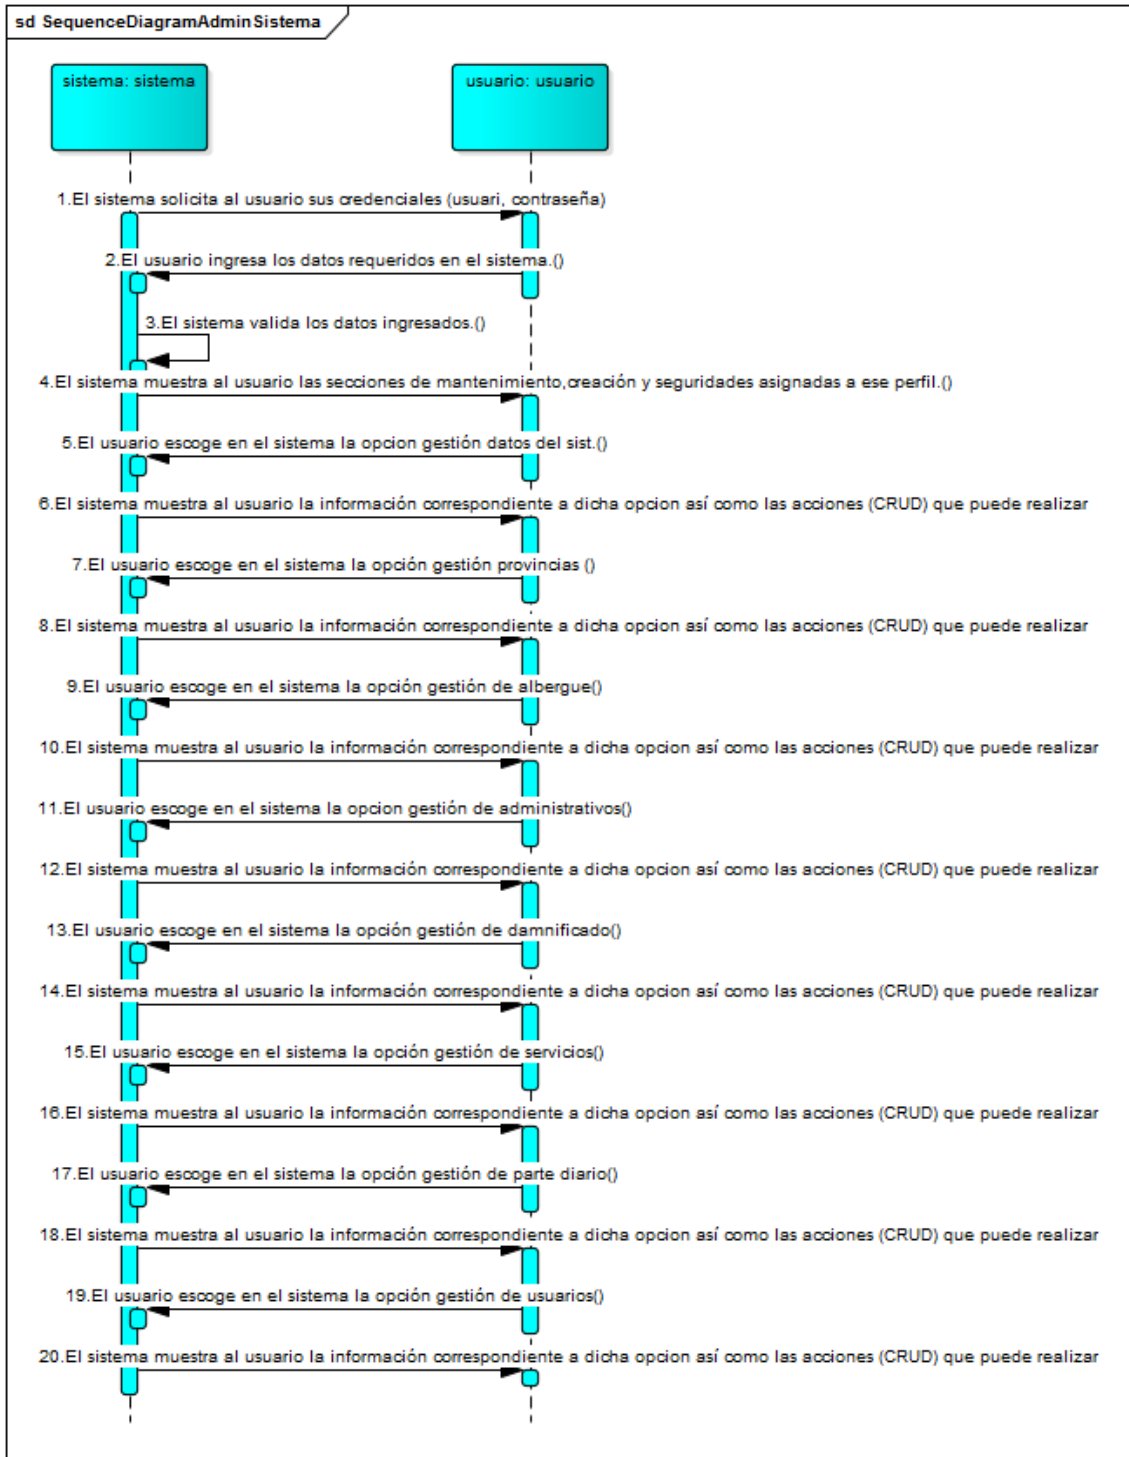 sd SequenceDiagramAdminSistema
sistema: sistema
usuario: usuario
1.El sistema solicita al usuario sus credenciales (usuari, contraseña)
2.El usuario ingresa los datos requeridos en el sistema.()
3.El sistema valida los datos ingresados.()
4.El sistema muestra al usuario las secciones de mantenimiento,creación y seguridades asignadas a ese perfil.()
5.El usuario escoge en el sistema la opcion gestión datos del sist.()
6.El sistema muestra al usuario la información correspondiente a dicha opcion así como las acciones (CRUD) que puede realizar
7.El usuario escoge en el sistema la opción gestión provincias ()
8.El sistema muestra al usuario la información correspondiente a dicha opcion así como las acciones (CRUD) que puede realizar
9.El usuario escoge en el sistema la opción gestión de albergue()
10.El sistema muestra al usuario la información correspondiente a dicha opcion así como las acciones (CRUD) que puede realizar
11.El usuario escoge en el sistema la opcion gestión de administrativos()
12.El sistema muestra al usuario la información correspondiente a dicha opcion así como las acciones (CRUD) que puede realizar
13.El usuario escoge en el sistema la opción gestión de damnificado()
14.El sistema muestra al usuario la información correspondiente a dicha opcion así como las acciones (CRUD) que puede realizar
15.El usuario escoge en el sistema la opción gestión de servicios()
16.El sistema muestra al usuario la información correspondiente a dicha opcion así como las acciones (CRUD) que puede realizar
17.El usuario escoge en el sistema la opción gestión de parte diario()
18.El sistema muestra al usuario la información correspondiente a dicha opcion así como las acciones (CRUD) que puede realizar
19.El usuario escoge en el sistema la opción gestión de usuarios()
20.El sistema muestra al usuario la información correspondiente a dicha opcion así como las acciones (CRUD) que puede realizar